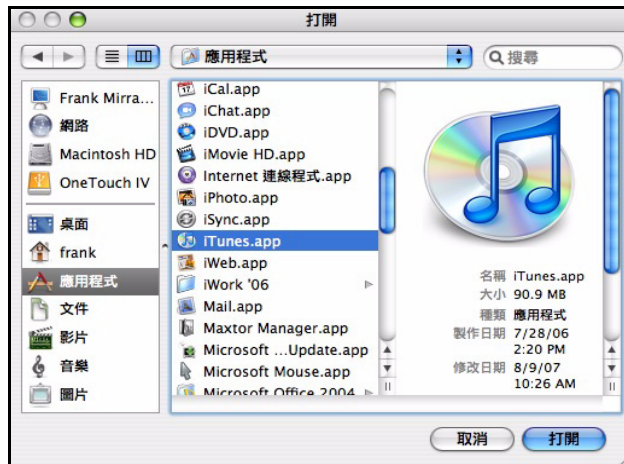 打開
應用程式
搜尋
Frank Mirra...
網路
Macintosh HD
OneTouch IV
桌面
frank
應用程式
文件
影片
音樂
圖片
iCal.app
iChat.app
iDVD.app
iMovie HD.app
Internet 連線程式.app
iPhoto.app
iSync.app
iTunes.app
iWeb.app
iWork '06
Mail.app
Maxtor Manager.app
Microsoft ...Update.app
Microsoft Mouse.app
Microsoft Office 2004
名稱 iTunes.app
大小 90.9 MB
種類 應用程式
製作日期 7/28/06
2:20 PM
修改日期 8/9/07
10:26 AM
取消
打開